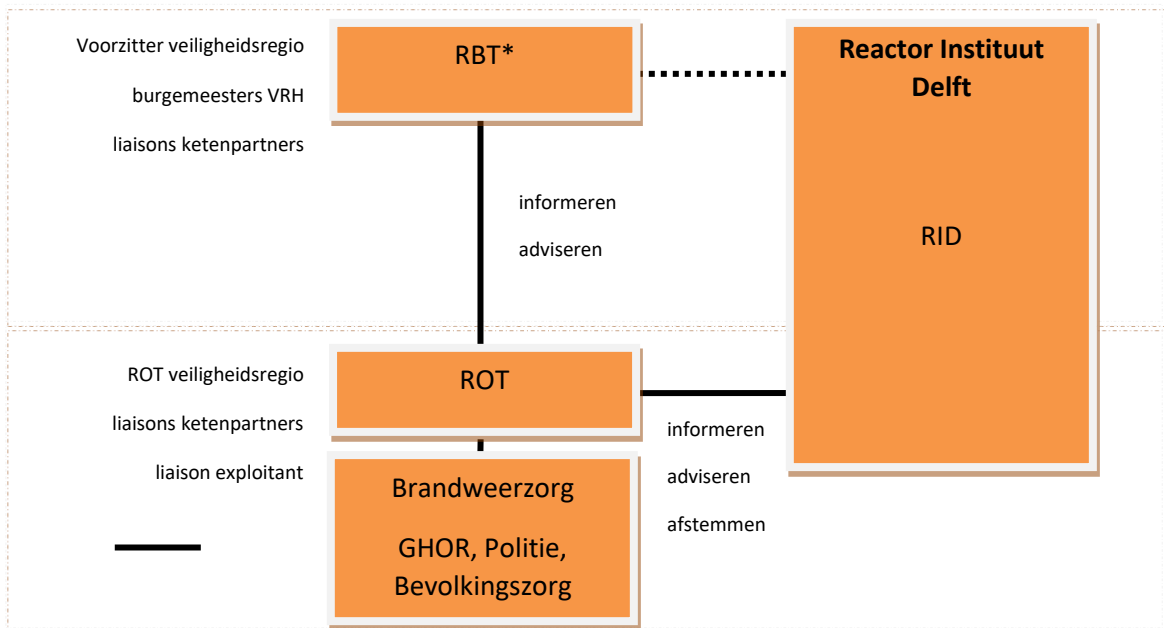 Voorzitter veiligheidsregio
burgemeesters VRH
liaisons ketenpartners
RBT*
Reactor Instituut
Delft
RID
informeren
adviseren
ROT veiligheidsregio
liaisons ketenpartners
liaison exploitant
ROT
informeren
adviseren
afstemmen
Brandweerzorg
GHOR, Politie,
Bevolkingszorg